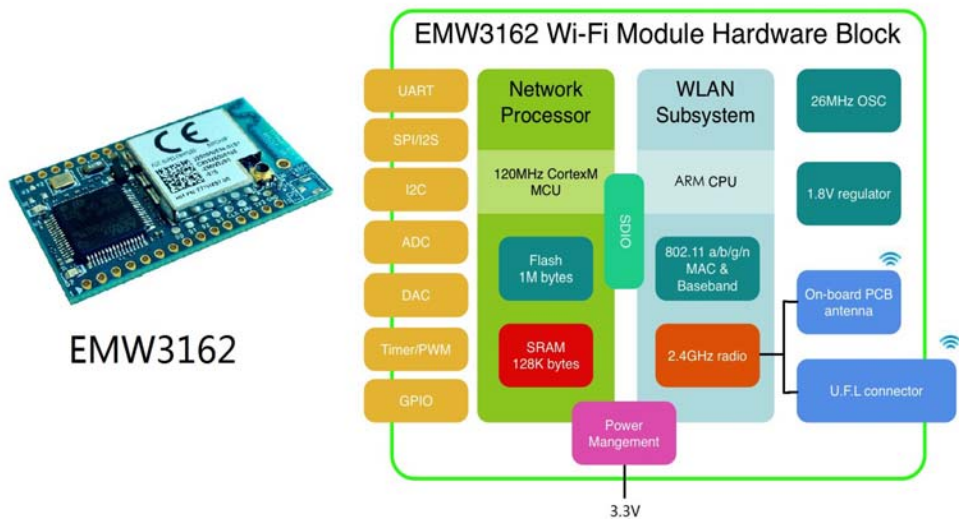 EMW3162 Wi-Fi Module Hardware Block
UART
SPI/I2S
I2C
ADC
DAC
Timer/PWM
GPIO
Network
Processor
120MHz CortexM
MCU
Flash
1M bytes
SRAM
128K bytes
SDIO
WLAN
Subsystem
ARM CPU
802.11 a/b/g/n
MAC &
Baseband
2.4GHz radio
26MHz OSC
1.8V regulator
On-board PCB
antenna
U.F.L connector
Power
Mangement
3.3V
CE
EMW3162